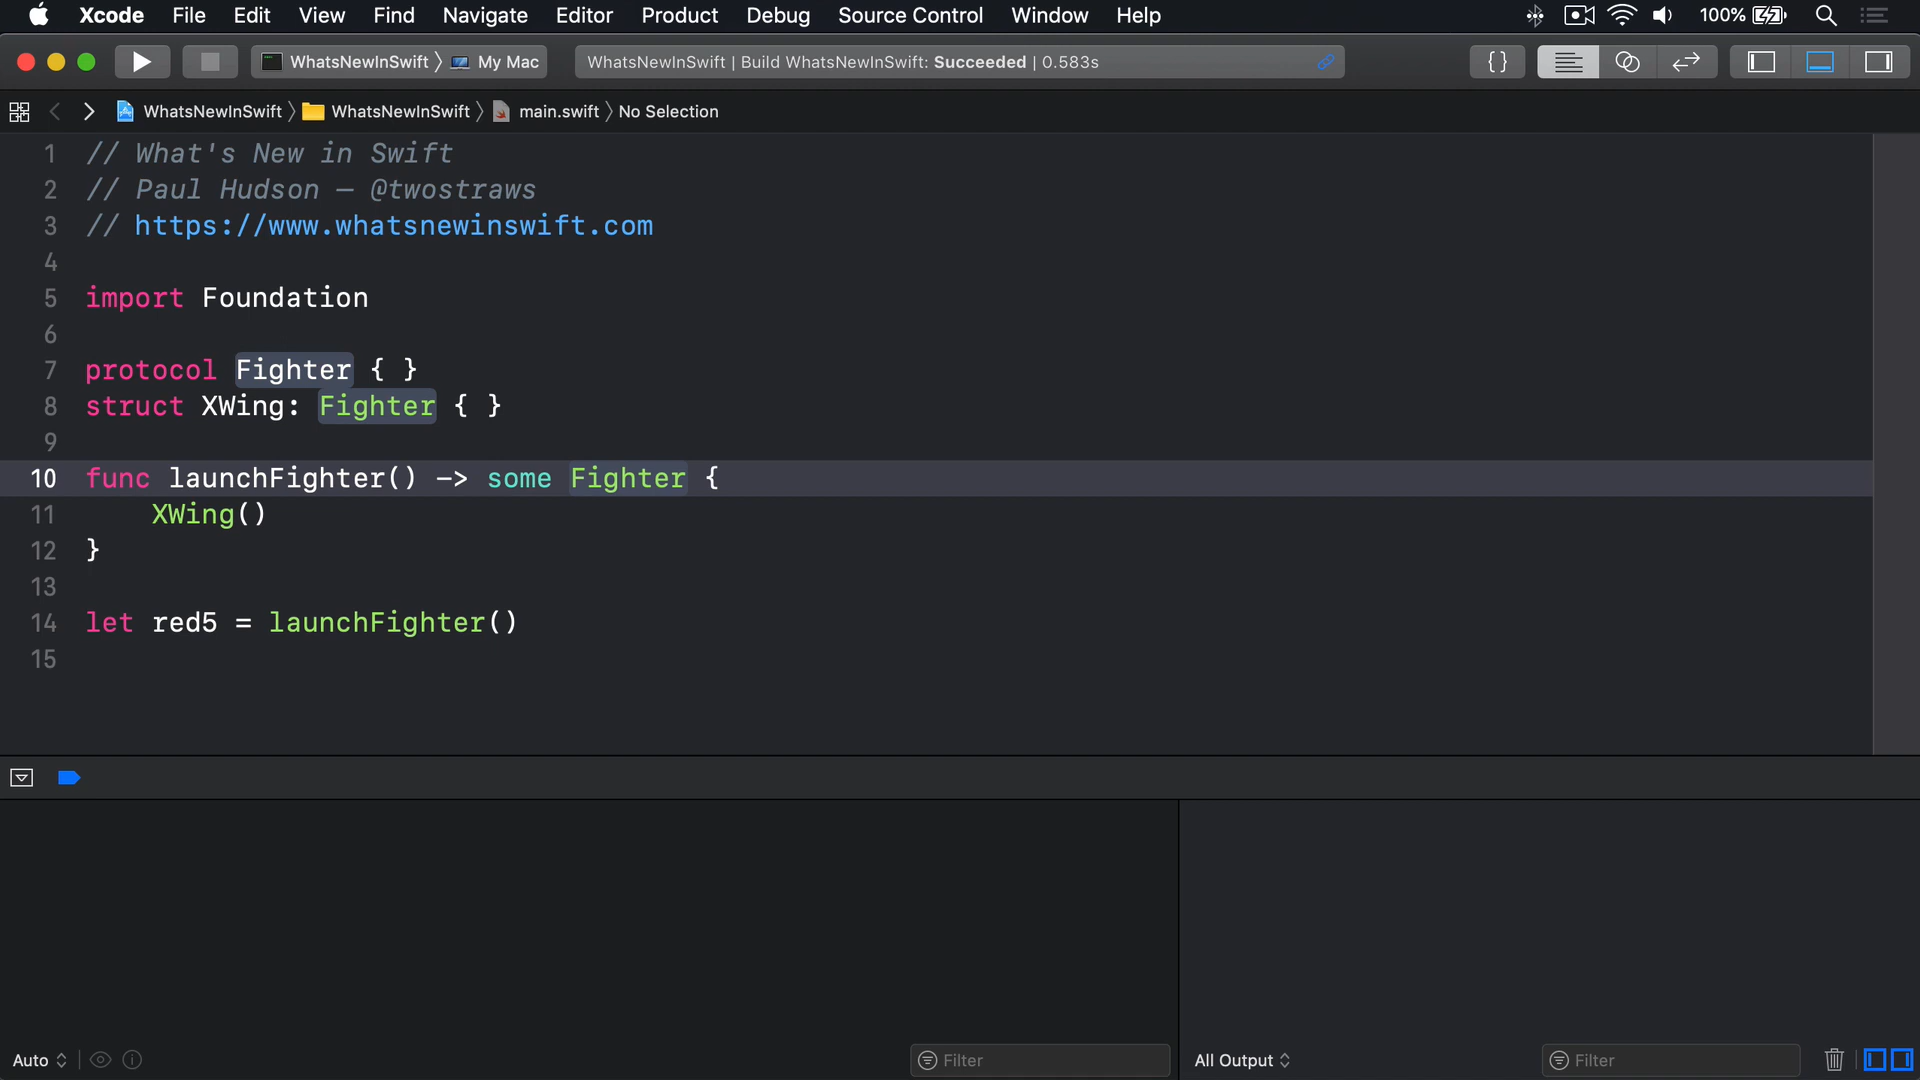 Xcode File Edit View Find Navigate Editor Product Debug Source Control Window Help 100%
WhatsNewInSwift 〉 My Mac WhatsNewInSwift | Build WhatsNewInSwift: Succeeded | 0.583s {}
WhatsNewInSwift 〉 WhatsNewInSwift 〉 main.swift 〉 No Selection
1 // What's New in Swift
2 // Paul Hudson – @twostraws
3 // https://www.whatsnewinswift.com
4
5 import Foundation
6
7 protocol Fighter { }
8 struct XWing: Fighter { }
9
10 func launchFighter() -> some Fighter {
11 XWing()
12 }
13
14 let red5 = launchFighter()
15
Auto Filter All Output Filter